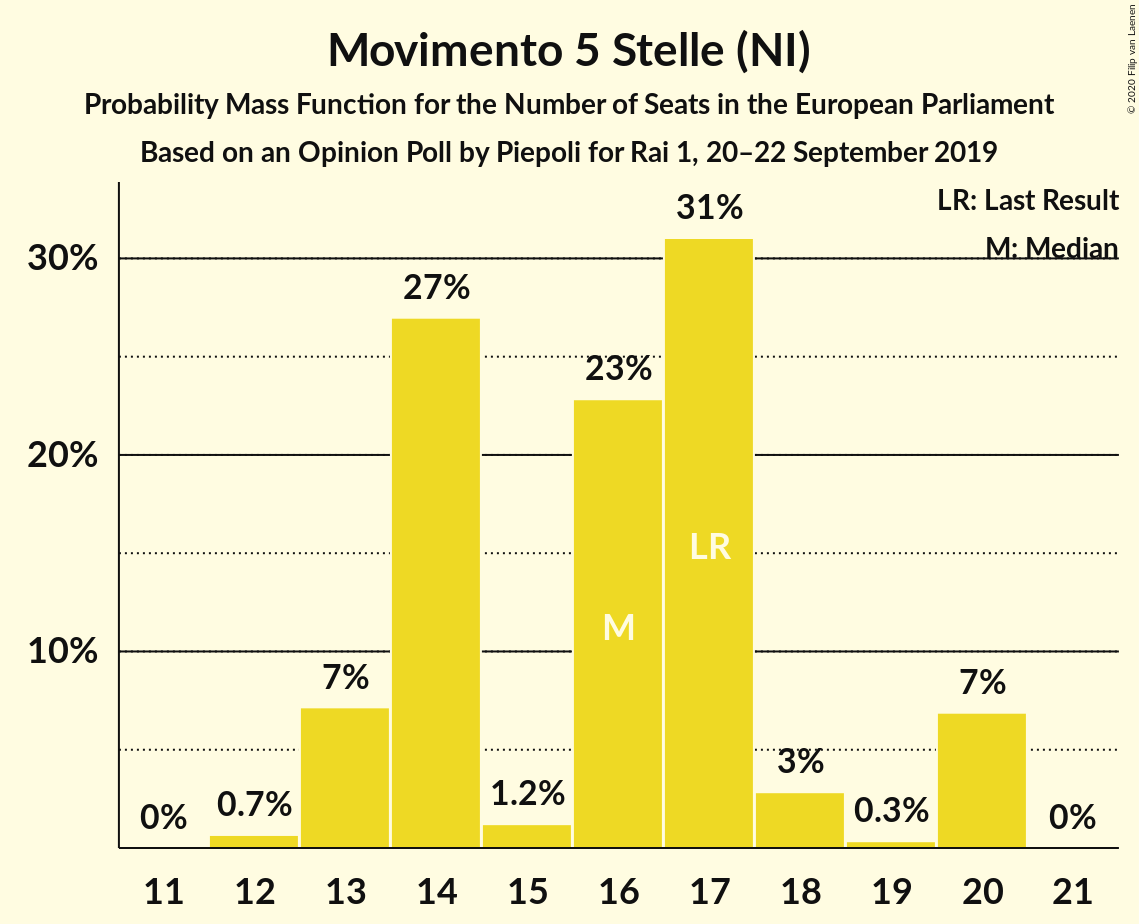 Movimento 5 Stelle (NI)
Probability Mass Function for the Number of Seats in the European Parliament
Based on an Opinion Poll by Piepoli for Rai 1, 20–22 September 2019
© 2020 Filip van Laenen
LR: Last Result
M: Median
30%
20%
10%
0%
0.7%
7%
27%
1.2%
23%
31%
3%
0.3%
7%
0%
M
LR
11 12 13 14 15 16 17 18 19 20 21